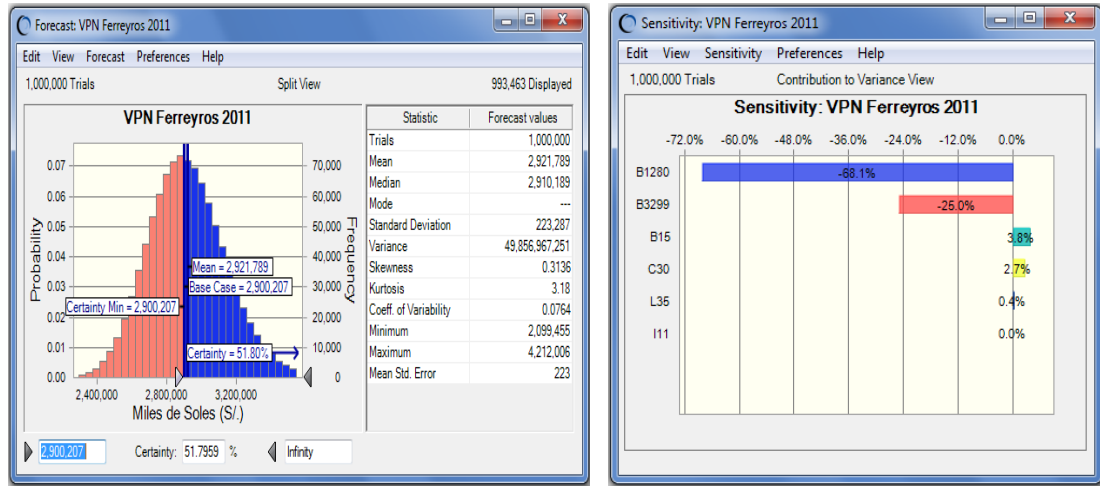 Forecast: VPN Ferreyros 2011
Edit View Forecast Preferences Help
1,000,000 Trials Split View 993,463 Displayed
VPN Ferreyros 2011
0.07
0.06
0.05
0.04
0.03
0.02
0.01
0.00
Probability
Mean = 2,921,789
Base Case = 2,900,207
Certainty Min = 2,900,207
Certainty = 51.80%
70,000
60,000
50,000
40,000
30,000
20,000
10,000
0
Frequency
2,400,000 2,800,000 3,200,000
Miles de Soles (S/.)
Statistic Forecast values
Trials 1,000,000
Mean 2,921,789
Median 2,910,189
Mode ---
Standard Deviation 223,287
Variance 49,856,967,251
Skewness 0.3136
Kurtosis 3.18
Coeff. of Variability 0.0764
Minimum 2,099,455
Maximum 4,212,006
Mean Std. Error 223
2,900,207 Certainty: 51.7959 % Infinity
Sensitivity: VPN Ferreyros 2011
Edit View Sensitivity Preferences Help
1,000,000 Trials Contribution to Variance View
Sensitivity: VPN Ferreyros 2011
-72.0% -60.0% -48.0% -36.0% -24.0% -12.0% 0.0%
B1280 -68.1%
B3299 -25.0%
B15 3.8%
C30 2.7%
L35 0.4%
I11 0.0%